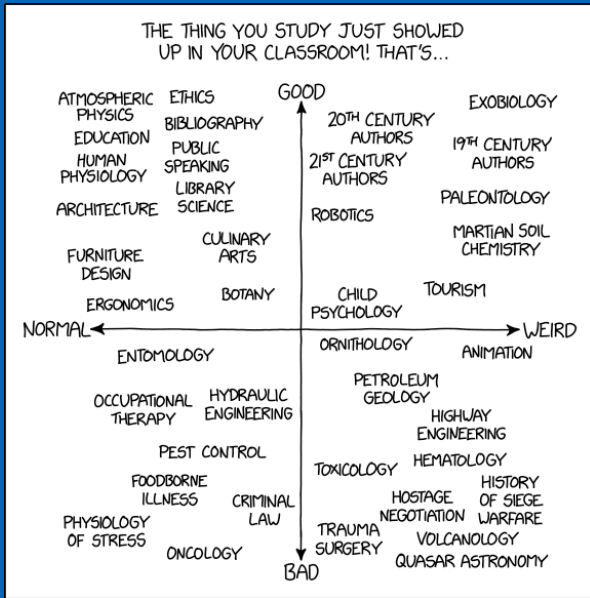 THE THING YOU STUDY JUST SHOWED
UP IN YOUR CLASSROOM! THAT'S...
GOOD
ATMOSPHERIC
PHYSICS
ETHICS
EXOBIOLOGY
BIBLIOGRAPHY
20TH CENTURY
AUTHORS
EDUCATION
PUBLIC
SPEAKING
19TH CENTURY
AUTHORS
HUMAN
PHYSIOLOGY
21ST CENTURY
AUTHORS
LIBRARY
SCIENCE
PALEONTOLOGY
ARCHITECTURE
ROBOTICS
MARTIAN SOIL
CHEMISTRY
CULINARY
ARTS
FURNITURE
DESIGN
BOTANY
CHILD
PSYCHOLOGY
TOURISM
ERGONOMICS
NORMAL
WEIRD
ENTOMOLOGY
ORNITHOLOGY
ANIMATION
PETROLEUM
GEOLOGY
OCCUPATIONAL
THERAPY
HYDRAULIC
ENGINEERING
HIGHWAY
ENGINEERING
PEST CONTROL
TOXICOLOGY
HEMATOLOGY
FOODBORNE
ILLNESS
HISTORY
OF SIEGE
WARFARE
CRIMINAL
LAW
HOSTAGE
NEGOTIATION
PHYSIOLOGY
OF STRESS
TRAUMA
SURGERY
VOLCANOLOGY
ONCOLOGY
QUASAR ASTRONOMY
BAD